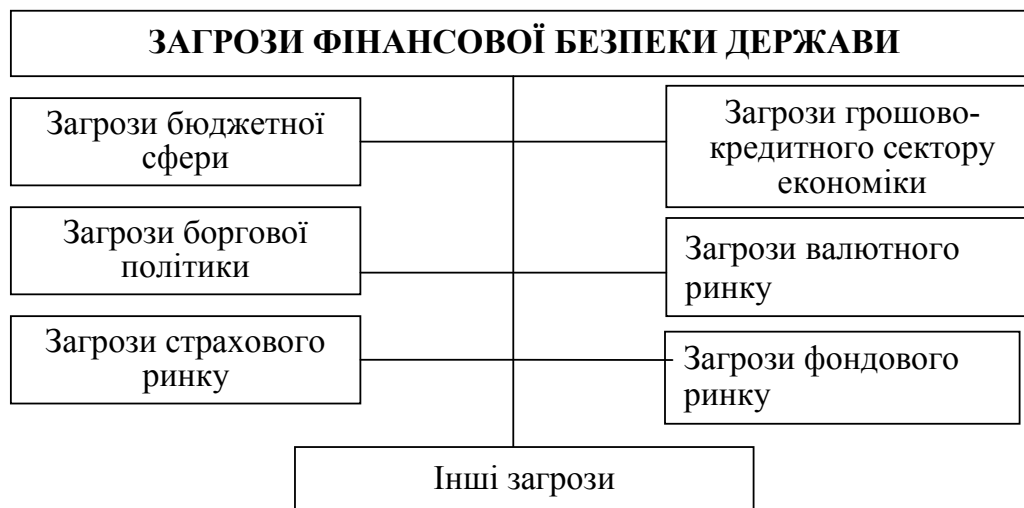 ЗАГРОЗИ ФІНАНСОВОЇ БЕЗПЕКИ ДЕРЖАВИ
Загрози бюджетної
сфери
Загрози грошово-
кредитного сектору
економіки
Загрози боргової
політики
Загрози валютного
ринку
Загрози страхового
ринку
Загрози фондового
ринку
Інші загрози